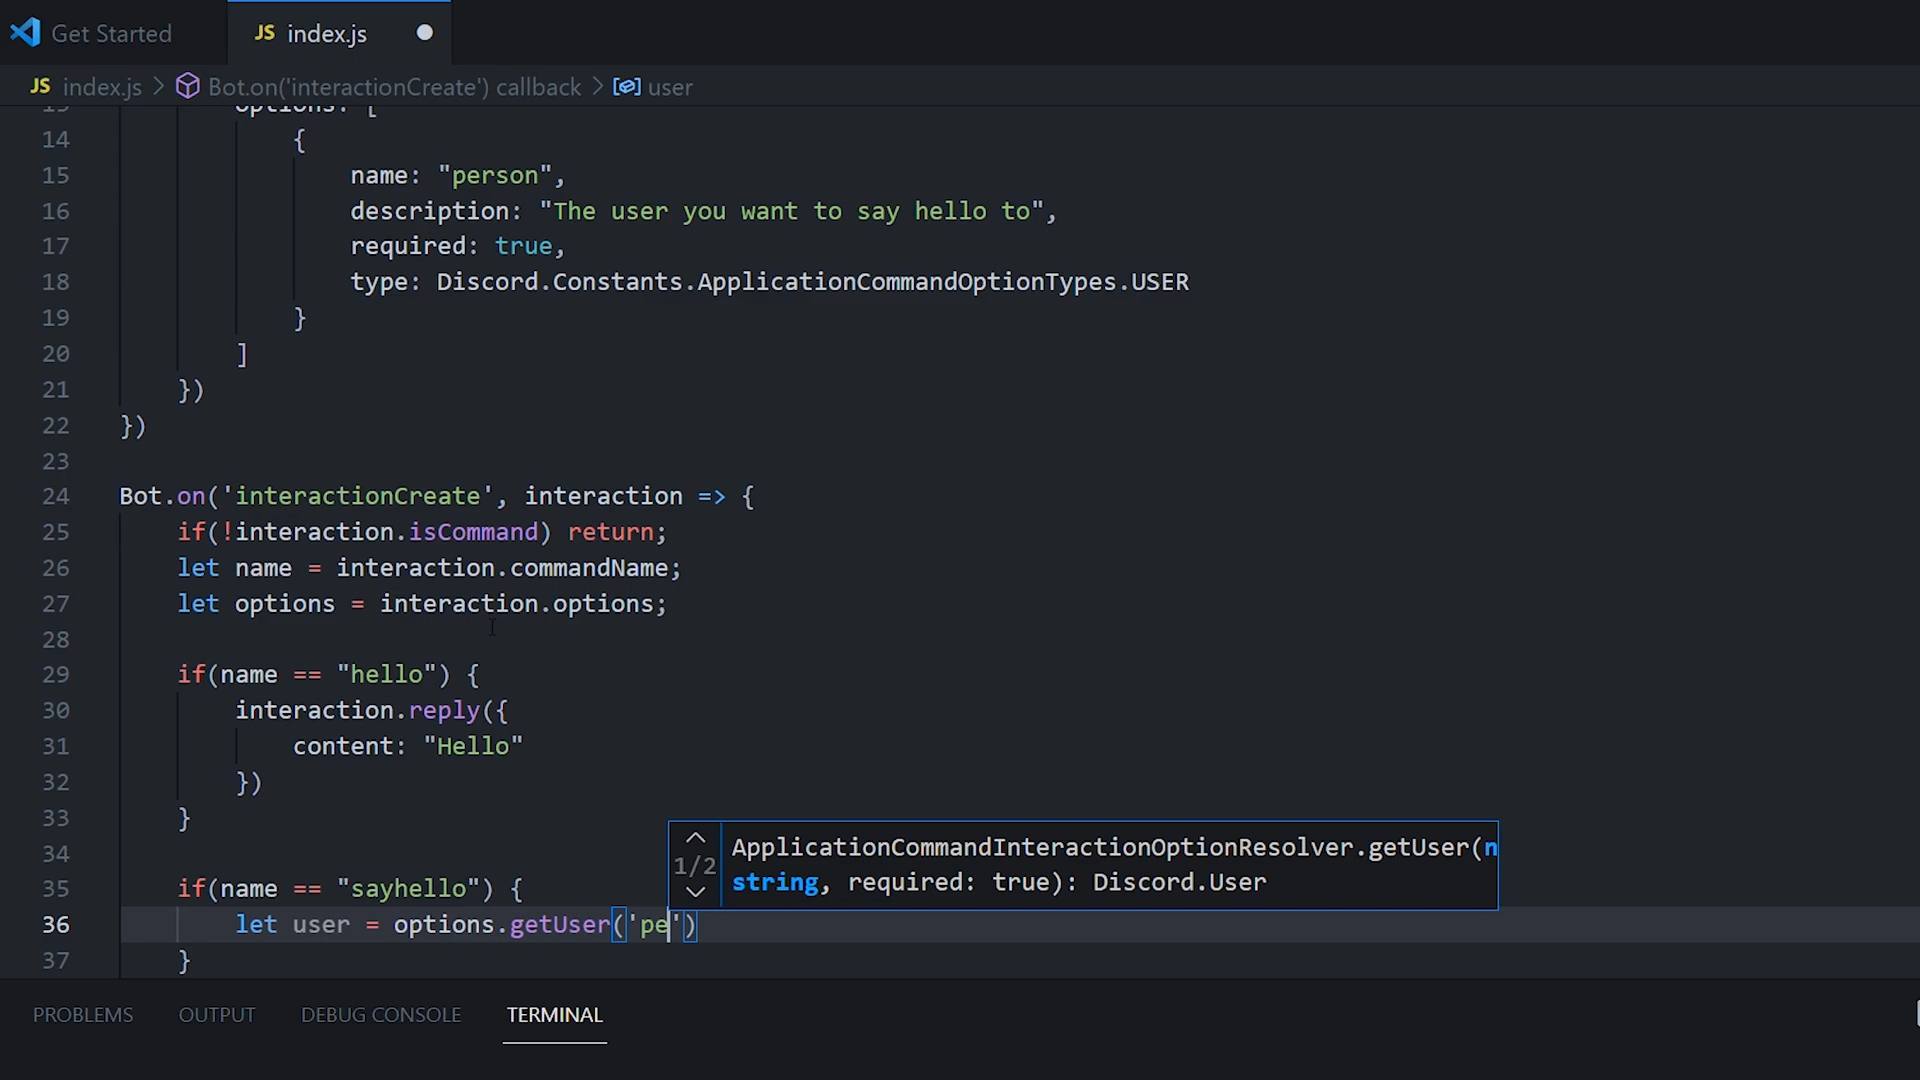 Get Started
JS index.js
JS index.js > Bot.on('interactionCreate') callback > user
13 options: [
14 {
15 name: "person",
16 description: "The user you want to say hello to",
17 required: true,
18 type: Discord.Constants.ApplicationCommandOptionTypes.USER
19 }
20 ]
21 })
22 })
23
24 Bot.on('interactionCreate', interaction => {
25 if(!interaction.isCommand) return;
26 let name = interaction.commandName;
27 let options = interaction.options;
28
29 if(name == "hello") {
30 interaction.reply({
31 content: "Hello"
32 })
33 }
34
35 if(name == "sayhello") {
36 let user = options.getUser('pe')
37 }
1/2
ApplicationCommandInteractionOptionResolver.getUser(n
string, required: true): Discord.User
PROBLEMS OUTPUT DEBUG CONSOLE TERMINAL